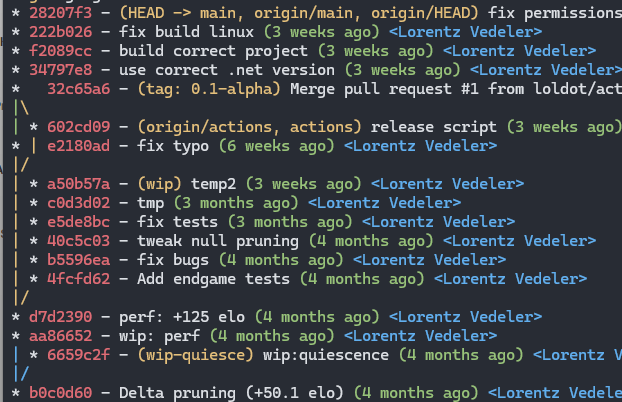 * 28207f3 - (HEAD -> main, origin/main, origin/HEAD) fix permissions
* 222b026 - fix build linux (3 weeks ago) <Lorentz Vedeler>
* f2089cc - build correct project (3 weeks ago) <Lorentz Vedeler>
* 34797e8 - use correct .net version (3 weeks ago) <Lorentz Vedeler>
*   32c65a6 - (tag: 0.1-alpha) Merge pull request #1 from loldot/act
|\
| * 602cd09 - (origin/actions, actions) release script (3 weeks ago)
* | e2180ad - fix typo (6 weeks ago) <Lorentz Vedeler>
|/
| * a50b57a - (wip) temp2 (3 weeks ago) <Lorentz Vedeler>
| * c0d3d02 - tmp (3 months ago) <Lorentz Vedeler>
| * e5de8bc - fix tests (3 months ago) <Lorentz Vedeler>
| * 40c5c03 - tweak null pruning (4 months ago) <Lorentz Vedeler>
| * b5596ea - fix bugs (4 months ago) <Lorentz Vedeler>
| * 4fcfd62 - Add endgame tests (4 months ago) <Lorentz Vedeler>
|/
* d7d2390 - perf: +125 elo (4 months ago) <Lorentz Vedeler>
* aa86652 - wip: perf (4 months ago) <Lorentz Vedeler>
| * 6659c2f - (wip-quiesce) wip:quiescence (4 months ago) <Lorentz V
|/
* b0c0d60 - Delta pruning (+50.1 elo) (4 months ago) <Lorentz Vedele